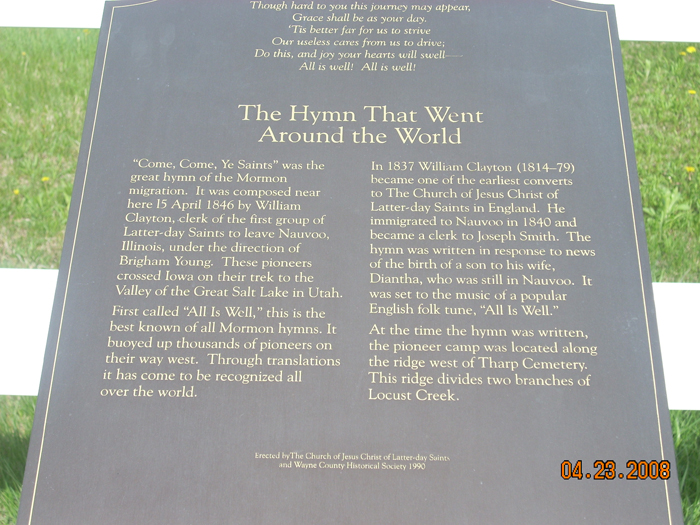 Though hard to you this journey may appear,
Grace shall be as your day.
'Tis better far for us to strive
Our useless cares from us to drive;
Do this, and joy your hearts will swell—
All is well! All is well!
The Hymn That Went
Around the World
"Come, Come, Ye Saints" was the
great hymn of the Mormon
migration. It was composed near
here 15 April 1846 by William
Clayton, clerk of the first group of
Latter-day Saints to leave Nauvoo,
Illinois, under the direction of
Brigham Young. These pioneers
crossed Iowa on their trek to the
Valley of the Great Salt Lake in Utah.
First called "All Is Well," this is the
best known of all Mormon hymns. It
buoyed up thousands of pioneers on
their way west. Through translations
it has come to be recognized all
over the world.
In 1837 William Clayton (1814–79)
became one of the earliest converts
to The Church of Jesus Christ of
Latter-day Saints in England. He
immigrated to Nauvoo in 1840 and
became a clerk to Joseph Smith. The
hymn was written in response to news
of the birth of a son to his wife,
Diantha, who was still in Nauvoo. It
was set to the music of a popular
English folk tune, "All Is Well."
At the time the hymn was written,
the pioneer camp was located along
the ridge west of Tharp Cemetery.
This ridge divides two branches of
Locust Creek.
Erected byThe Church of Jesus Christ of Latter-day Saints
and Wayne County Historical Society 1990
04.23.2008